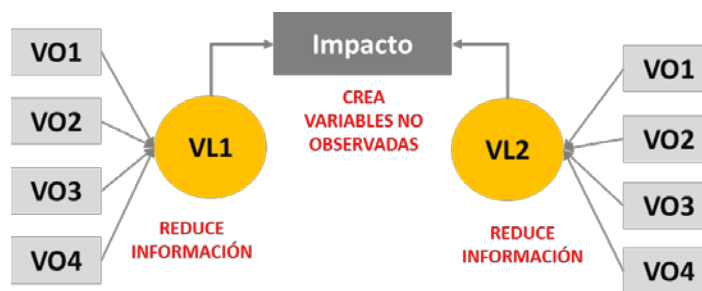 VO1
VO2
VO3
VO4
VL1
REDUCE
INFORMACIÓN
Impacto
CREA
VARIABLES NO
OBSERVADAS
VL2
REDUCE
INFORMACIÓN
VO1
VO2
VO3
VO4